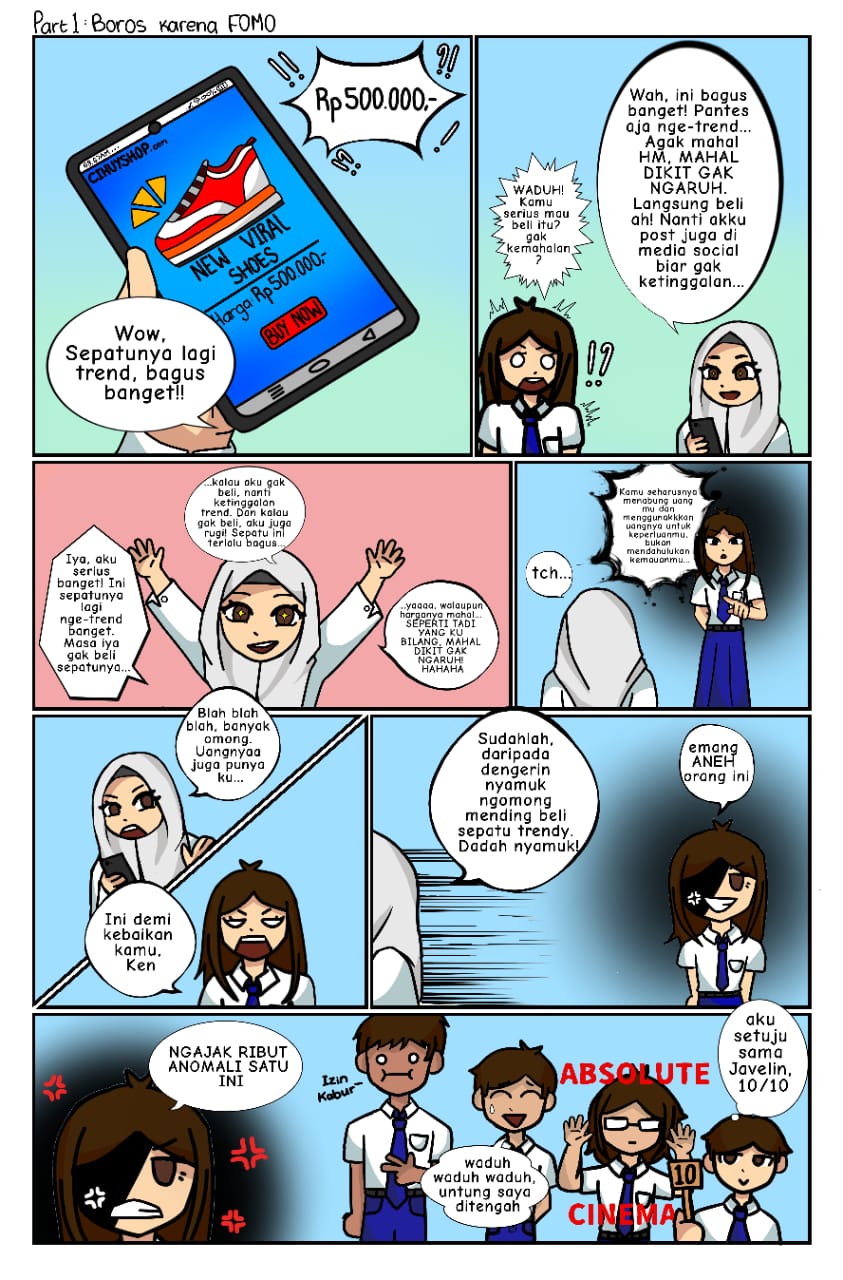 Part 1: Boros karena FOMO
Rp 500.000,-
CIHUYSHOP.com
NEW VIRAL
SHOES
Harga: Rp 500.000,-
BUY NOW!
Wow,
Sepatunya lagi
trend, bagus
banget!!
Wah, ini bagus
banget! Pantes
aja nge-trend...
Agak mahal
HM, MAHAL
DIKIT GAK
NGARUH.
Langsung beli
ah! Nanti akku
post juga di
media social
biar gak
ketinggalan...
WADUH!
Kamu
serius mau
beli itu?
gak
kemahalan
?
!?
...kalau aku gak
beli, nanti
ketinggalan
trend. Dan kalau
gak beli, aku juga
rugi! Sepatu ini
terlalu bagus...
Iya, aku
serius
banget! Ini
sepatunya
lagi
nge-trend
banget.
Masa iya
gak beli
sepatunya...
..yaaaa, walaupun
harganya mahal...
SEPERTI TADI
YANG KU
BILANG, MAHAL
DIKIT GAK
NGARUH!
HAHAHA
Kamu seharusnya
menabung uang
mu dan
menggunakkkan
uangnya untuk
keperluanmu,
bukan
mendahulukan
kemauanmu...
tch...
Blah blah
blah, banyak
omong.
Uangnyaa
juga punya
ku...
Ini demi
kebaikan
kamu,
Ken
Sudahlah,
daripada
dengerin
nyamuk
ngomong
mending beli
sepatu trendy.
Dadah nyamuk!
emang
ANEH
orang ini
NGAJAK RIBUT
ANOMALI SATU
INI
Izin
Kabur~
waduh
waduh waduh,
untung saya
ditengah
ABSOLUTE
CINEMA
10
aku
setuju
sama
Javelin,
10/10